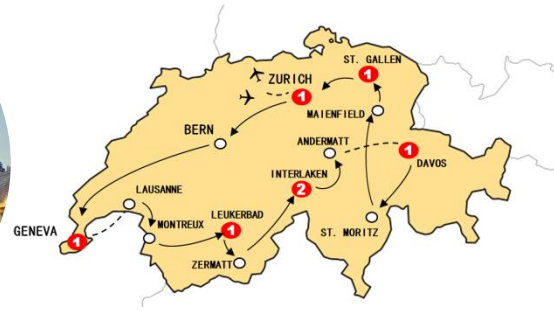 ST. GALLEN
1
ZURICH
1
MAIENFIELD
BERN
ANDERMATT
1
DAVOS
INTERLAKEN
2
LAUSANNE
LEUKERBAD
1
MONTREUX
ST. MORITZ
GENEVA
1
ZERMATT